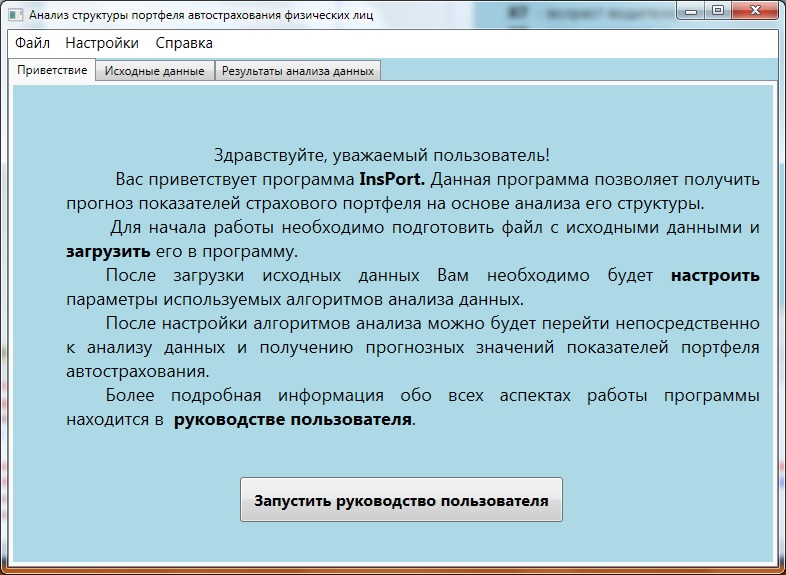 Анализ структуры портфеля автострахования физических лиц
Файл Настройки Справка
Приветствие Исходные данные Результаты анализа данных
Здравствуйте, уважаемый пользователь!
Вас приветствует программа InsPort. Данная программа позволяет получить
прогноз показателей страхового портфеля на основе анализа его структуры.
Для начала работы необходимо подготовить файл с исходными данными и
загрузить его в программу.
После загрузки исходных данных Вам необходимо будет настроить
параметры используемых алгоритмов анализа данных.
После настройки алгоритмов анализа можно будет перейти непосредственно
к анализу данных и получению прогнозных значений показателей портфеля
автострахования.
Более подробная информация обо всех аспектах работы программы
находится в руководстве пользователя.
Запустить руководство пользователя